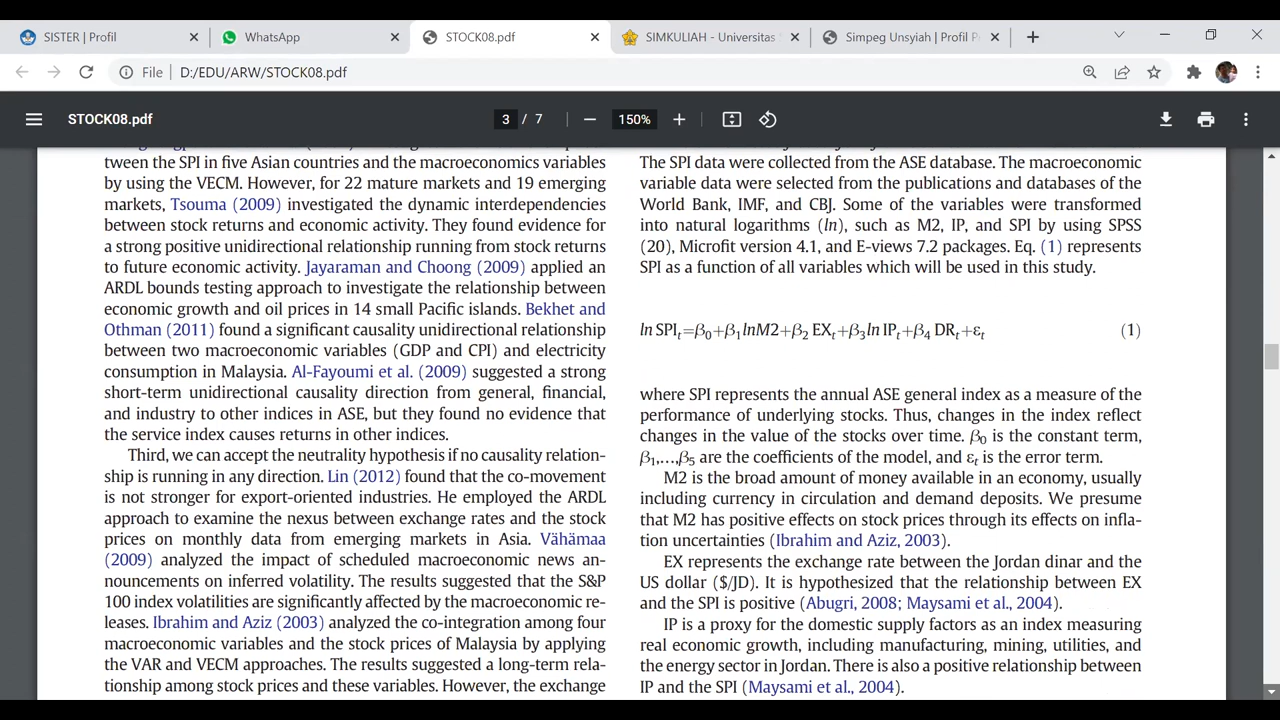 SISTER | Profil
WhatsApp
STOCK08.pdf
SIMKULIAH - Universitas
Simpeg Unsyiah | Profil P
File | D:/EDU/ARW/STOCK08.pdf
STOCK08.pdf
3 / 7
150%
tween the SPI in five Asian countries and the macroeconomics variables
by using the VECM. However, for 22 mature markets and 19 emerging
markets, Tsouma (2009) investigated the dynamic interdependencies
between stock returns and economic activity. They found evidence for
a strong positive unidirectional relationship running from stock returns
to future economic activity. Jayaraman and Choong (2009) applied an
ARDL bounds testing approach to investigate the relationship between
economic growth and oil prices in 14 small Pacific islands. Bekhet and
Othman (2011) found a significant causality unidirectional relationship
between two macroeconomic variables (GDP and CPI) and electricity
consumption in Malaysia. Al-Fayoumi et al. (2009) suggested a strong
short-term unidirectional causality direction from general, financial,
and industry to other indices in ASE, but they found no evidence that
the service index causes returns in other indices.
Third, we can accept the neutrality hypothesis if no causality relation-
ship is running in any direction. Lin (2012) found that the co-movement
is not stronger for export-oriented industries. He employed the ARDL
approach to examine the nexus between exchange rates and the stock
prices on monthly data from emerging markets in Asia. Vähämaa
(2009) analyzed the impact of scheduled macroeconomic news an-
nouncements on inferred volatility. The results suggested that the S&P
100 index volatilities are significantly affected by the macroeconomic re-
leases. Ibrahim and Aziz (2003) analyzed the co-integration among four
macroeconomic variables and the stock prices of Malaysia by applying
the VAR and VECM approaches. The results suggested a long-term rela-
tionship among stock prices and these variables. However, the exchange
The SPI data were collected from the ASE database. The macroeconomic
variable data were selected from the publications and databases of the
World Bank, IMF, and CBJ. Some of the variables were transformed
into natural logarithms (ln), such as M2, IP, and SPI by using SPSS
(20), Microfit version 4.1, and E-views 7.2 packages. Eq. (1) represents
SPI as a function of all variables which will be used in this study.
ln SPIₜ=β₀+β₁lnM2+β₂ EXₜ+β₃ln IPₜ+β₄ DRₜ+εₜ (1)
where SPI represents the annual ASE general index as a measure of the
performance of underlying stocks. Thus, changes in the index reflect
changes in the value of the stocks over time. β₀ is the constant term,
β₁,…,β₅ are the coefficients of the model, and εₜ is the error term.
M2 is the broad amount of money available in an economy, usually
including currency in circulation and demand deposits. We presume
that M2 has positive effects on stock prices through its effects on infla-
tion uncertainties (Ibrahim and Aziz, 2003).
EX represents the exchange rate between the Jordan dinar and the
US dollar ($/JD). It is hypothesized that the relationship between EX
and the SPI is positive (Abugri, 2008; Maysami et al., 2004).
IP is a proxy for the domestic supply factors as an index measuring
real economic growth, including manufacturing, mining, utilities, and
the energy sector in Jordan. There is also a positive relationship between
IP and the SPI (Maysami et al., 2004).